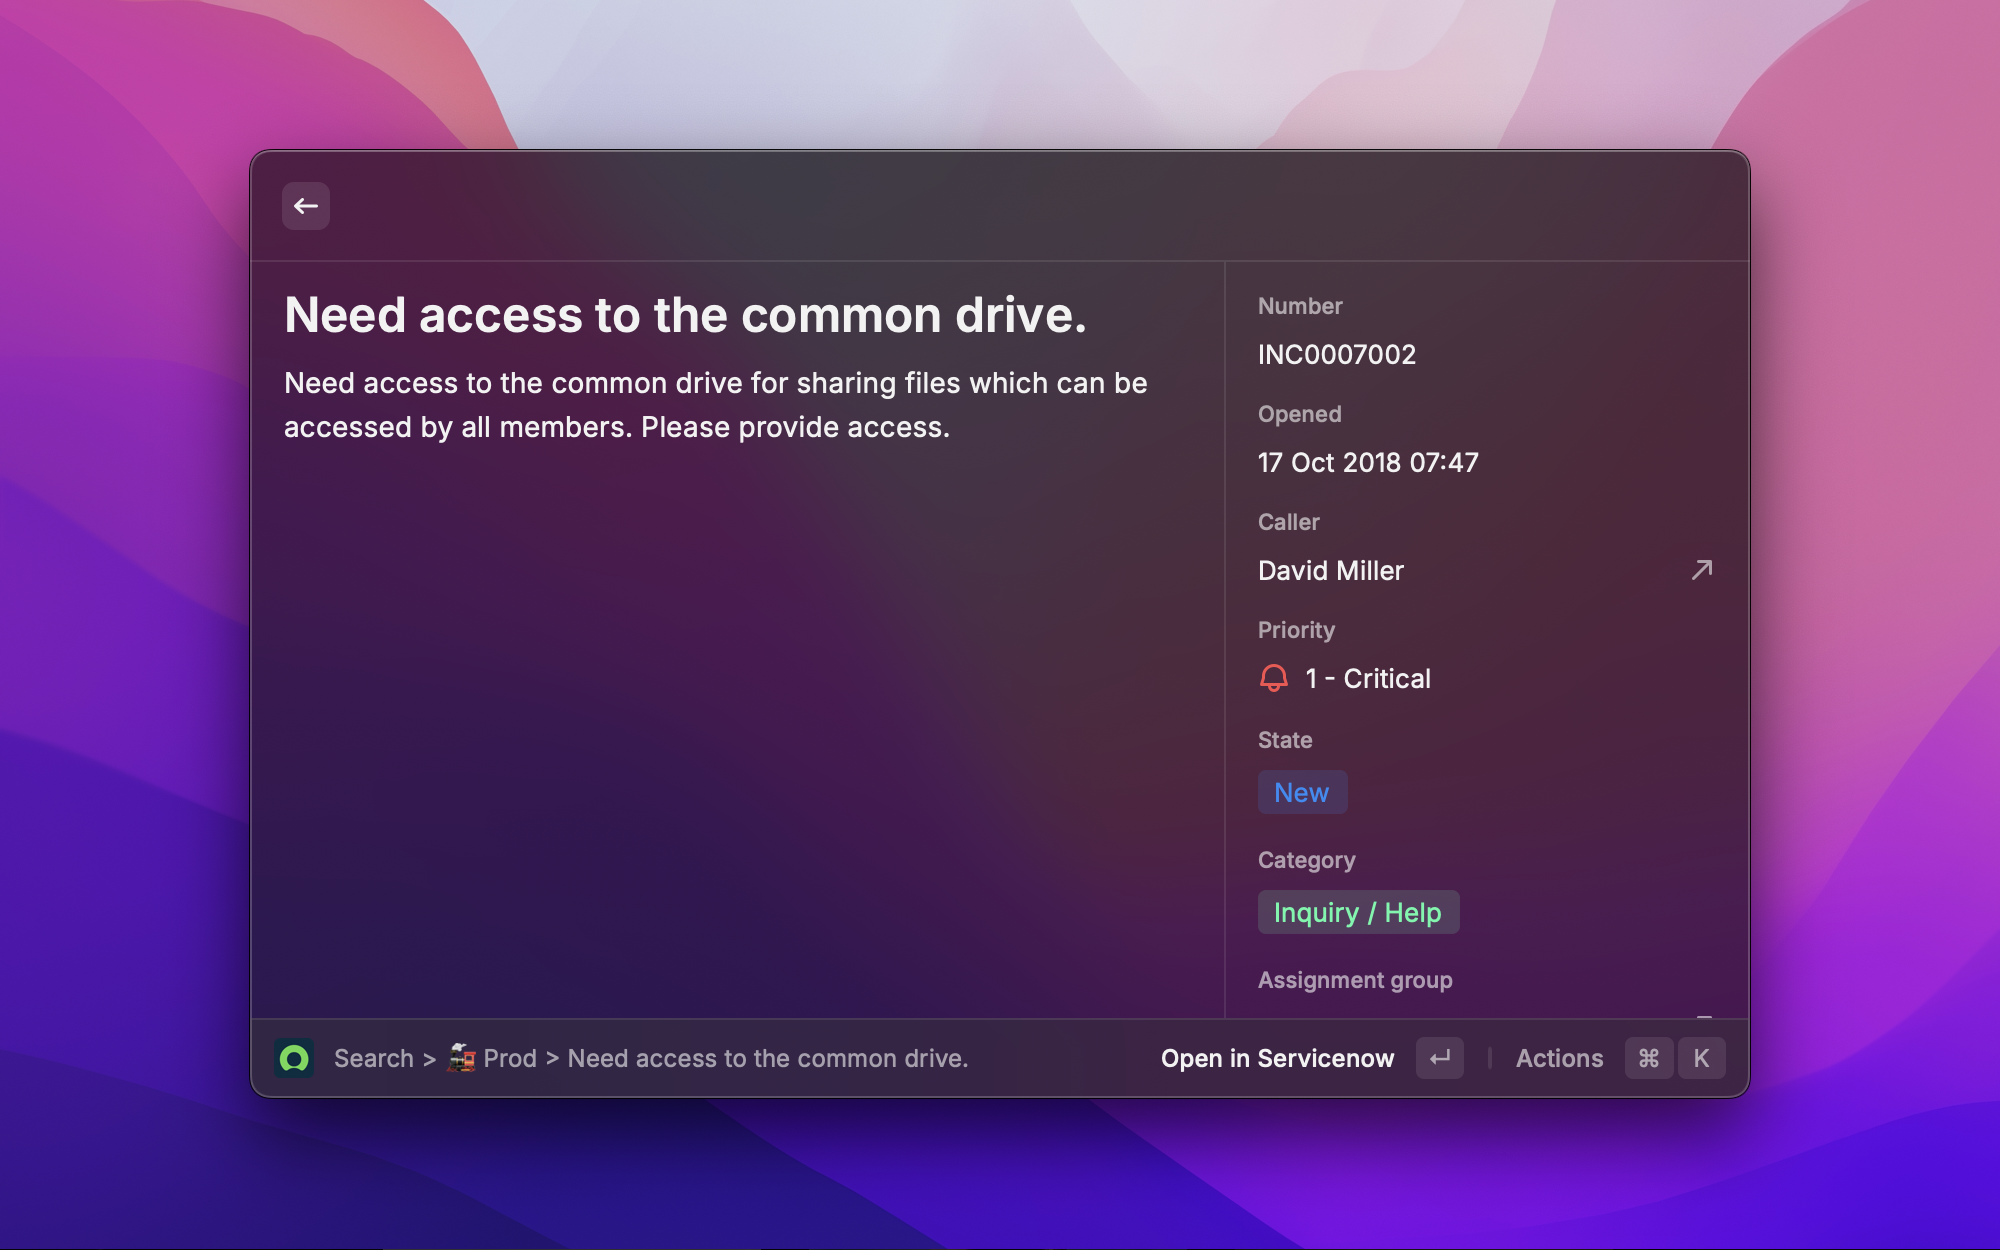 Need access to the common drive.
Need access to the common drive for sharing files which can be
accessed by all members. Please provide access.
Number
INC0007002
Opened
17 Oct 2018 07:47
Caller
David Miller
Priority
1 - Critical
State
New
Category
Inquiry / Help
Assignment group
Search > 🚂 Prod > Need access to the common drive.
Open in Servicenow ↵ | Actions ⌘ K